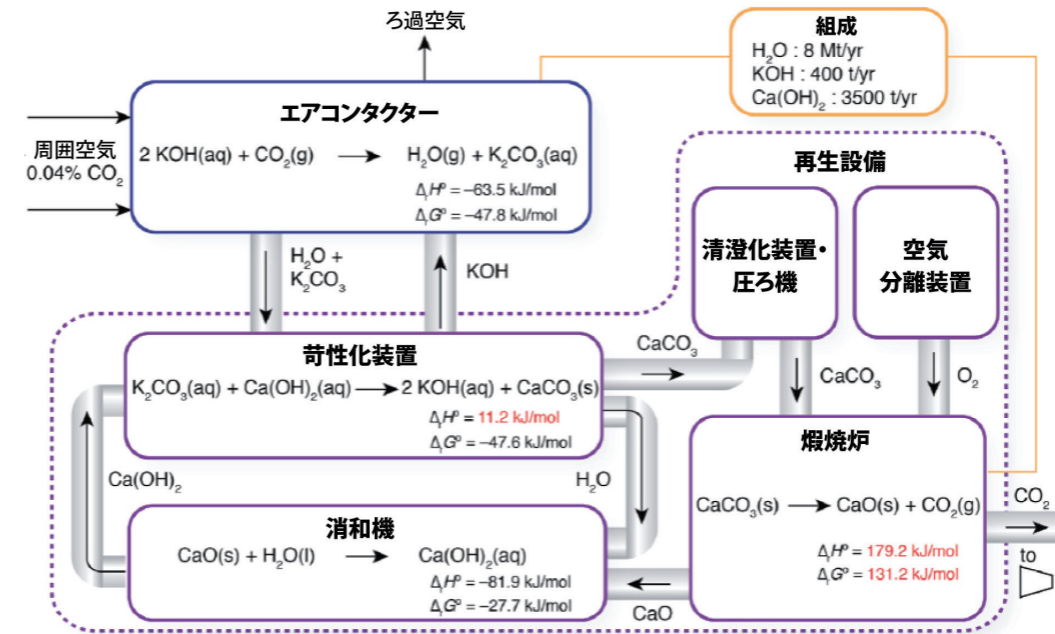 ろ過空気
組成
H₂O : 8 Mt/yr
KOH : 400 t/yr
Ca(OH)₂ : 3500 t/yr
エアコンタクター
周囲空気
0.04% CO₂
2 KOH(aq) + CO₂(g) → H₂O(g) + K₂CO₃(aq)
ΔᵣH° = –63.5 kJ/mol
ΔᵣG° = –47.8 kJ/mol
再生設備
H₂O +
K₂CO₃
KOH
清澄化装置・
圧ろ機
空気
分離装置
苛性化装置
K₂CO₃(aq) + Ca(OH)₂(aq) → 2 KOH(aq) + CaCO₃(s)
ΔᵣH° = 11.2 kJ/mol
ΔᵣG° = –47.6 kJ/mol
CaCO₃
CaCO₃
O₂
Ca(OH)₂
H₂O
煆焼炉
CaCO₃(s) → CaO(s) + CO₂(g)
ΔᵣH° = 179.2 kJ/mol
ΔᵣG° = 131.2 kJ/mol
CO₂
to
消和機
CaO(s) + H₂O(l) → Ca(OH)₂(aq)
ΔᵣH° = –81.9 kJ/mol
ΔᵣG° = –27.7 kJ/mol
CaO